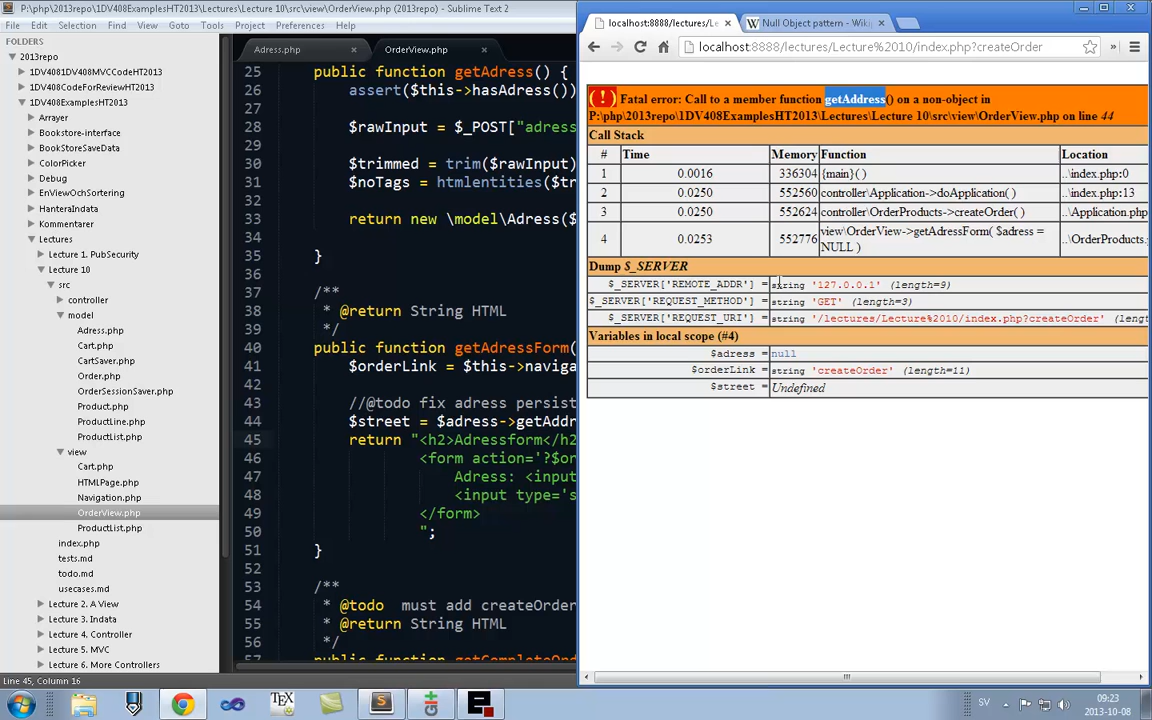 P:\php\2013repo\1DV408ExamplesHT2013\Lectures\Lecture 10\src\view\OrderView.php (2013repo) - Sublime Text 2
File Edit Selection Find View Goto Tools Project Preferences Help
FOLDERS
2013repo
1DV4081DV408MVCCodeHT2013
1DV408CodeForReviewHT2013
1DV408ExamplesHT2013
Arrayer
Bookstore-interface
BookStoreSaveData
ColorPicker
Debug
EnViewDatingHT2013
HanteraIndata
Kommentarer
Lectures
Lecture 1. PubSecurity
Lecture 10
src
controller
model
Adress.php
Cart.php
CartSaver.php
Order.php
OrderSessionSaver.php
Product.php
ProductLine.php
ProductList.php
view
Cart.php
HTMLPage.php
Navigation.php
OrderView.php
ProductList.php
index.php
tests.md
todo.md
usecases.md
Lecture 2. A View
Lecture 3. Indata
Lecture 4. Controller
Lecture 5. MVC
Lecture 6. More Controllers
Line 45, Column 16
Adress.php
OrderView.php
25 public function getAdress() {
26 assert($this->hasAdress())
27
28 $rawInput = $_POST["adress
29
30 $trimmed = trim($rawInput)
31 $noTags = htmlentities($tr
32
33 return new \model\Adress($
34
35 }
36
37 /**
38 * @return String HTML
39 */
40 public function getAdressForm(
41 $orderLink = $this->naviga
42
43 //@todo fix adress persist
44 $street = $adress->getAddr
45 return "<h2>Adressform</h2
46 <form action='?$or
47 Adress: <input
48 <input type='s
49 </form>
50 ";
51 }
52
53 /**
54 * @todo must add createOrder
55 * @return String HTML
56 */
57 public function getComplete
localhost:8888/lectures/Le
Null Object pattern - Wikip
localhost:8888/lectures/Lecture%2010/index.php?createOrder
( ! ) Fatal error: Call to a member function getAddress() on a non-object in
P:\php\2013repo\1DV408ExamplesHT2013\Lectures\Lecture 10\src\view\OrderView.php on line 44
Call Stack
# Time Memory Function Location
1 0.0016 336304 {main}( ) ..\index.php:0
2 0.0250 552560 controller\Application->doApplication( ) ..\index.php:13
3 0.0250 552624 controller\OrderProducts->createOrder( ) ..\Application.php
4 0.0253 552776 view\OrderView->getAdressForm( $adress =
NULL ) ..\OrderProducts.
Dump $_SERVER
$_SERVER['REMOTE_ADDR'] = string '127.0.0.1' (length=9)
$_SERVER['REQUEST_METHOD'] = string 'GET' (length=3)
$_SERVER['REQUEST_URI'] = string '/lectures/Lecture%2010/index.php?createOrder' (lengt
Variables in local scope (#4)
$adress = null
$orderLink = string 'createOrder' (length=11)
$street = Undefined
SV
09:23
2013-10-08